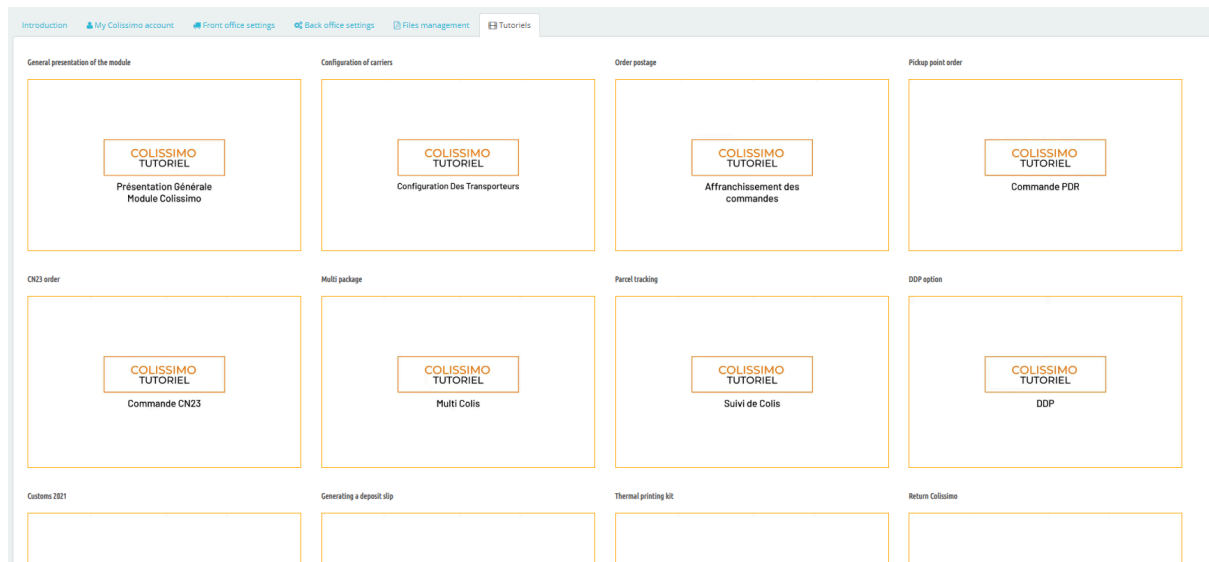 Introduction My Colissimo account Front office settings Back office settings Files management Tutoriels
General presentation of the module Configuration of carriers Order postage Pickup point order
COLISSIMO
TUTORIEL
Présentation Générale
Module Colissimo
COLISSIMO
TUTORIEL
Configuration Des Transporteurs
COLISSIMO
TUTORIEL
Affranchissement des
commandes
COLISSIMO
TUTORIEL
Commande PDR
CN23 order Multi package Parcel tracking DDP option
COLISSIMO
TUTORIEL
Commande CN23
COLISSIMO
TUTORIEL
Multi Colis
COLISSIMO
TUTORIEL
Suivi de Colis
COLISSIMO
TUTORIEL
DDP
Customs 2021 Generating a deposit slip Thermal printing kit Return Colissimo